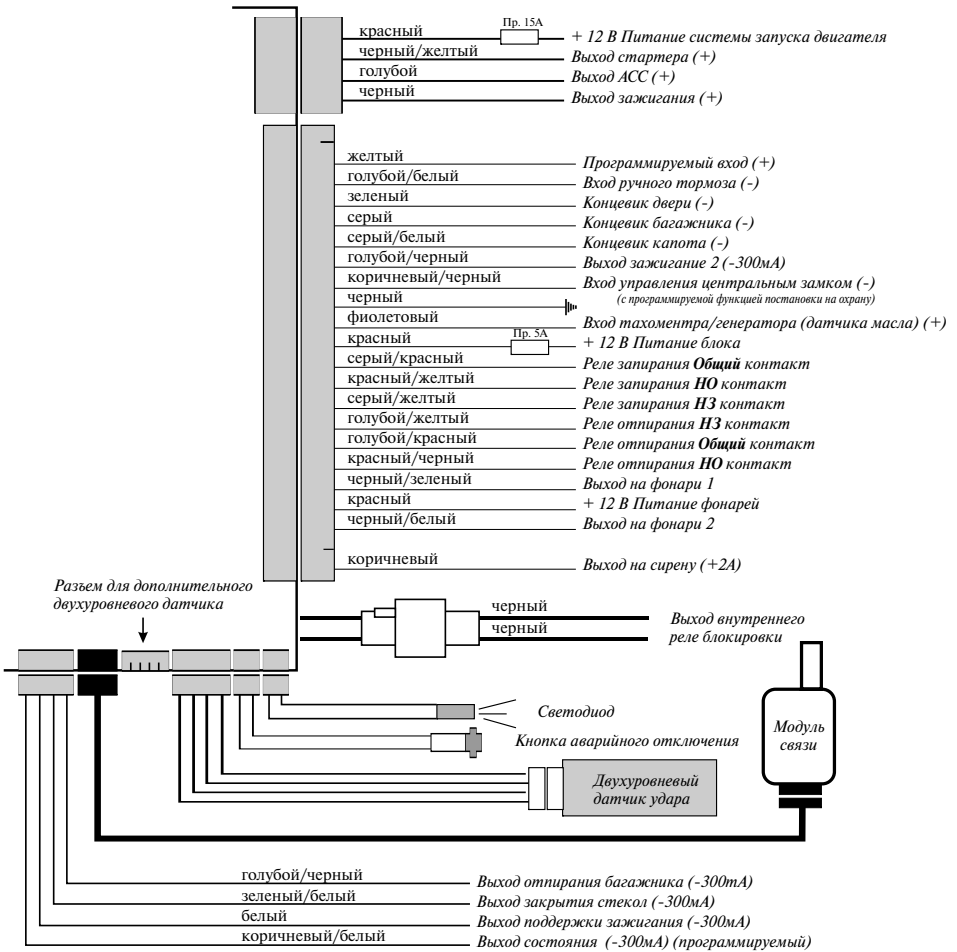 Пр. 15А
красный + 12 В Питание системы запуска двигателя
черный/желтый Выход стартера (+)
голубой Выход АСС (+)
черный Выход зажигания (+)
желтый Программируемый вход (+)
голубой/белый Вход ручного тормоза (-)
зеленый Концевик двери (-)
серый Концевик багажника (-)
серый/белый Концевик капота (-)
голубой/черный Выход зажигание 2 (-300мА)
коричневый/черный Вход управления центральным замком (-)
(с программируемой функцией постановки на охрану)
черный
фиолетовый Вход тахоментра/генератора (датчика масла) (+)
Пр. 5А
красный + 12 В Питание блока
серый/красный Реле запирания Общий контакт
красный/желтый Реле запирания НО контакт
серый/желтый Реле запирания НЗ контакт
голубой/желтый Реле отпирания НЗ контакт
голубой/красный Реле отпирания Общий контакт
красный/черный Реле отпирания НО контакт
черный/зеленый Выход на фонари 1
красный + 12 В Питание фонарей
черный/белый Выход на фонари 2
коричневый Выход на сирену (+2А)
Разъем для дополнительного
двухуровневого датчика
черный
черный
Выход внутреннего
реле блокировки
Светодиод
Кнопка аварийного отключения
Модуль
связи
Двухуровневый
датчик удара
голубой/черный Выход отпирания багажника (-300mA)
зеленый/белый Выход закрытия стекол (-300мА)
белый Выход поддержки зажигания (-300мА)
коричневый/белый Выход состояния (-300мА) (программируемый)